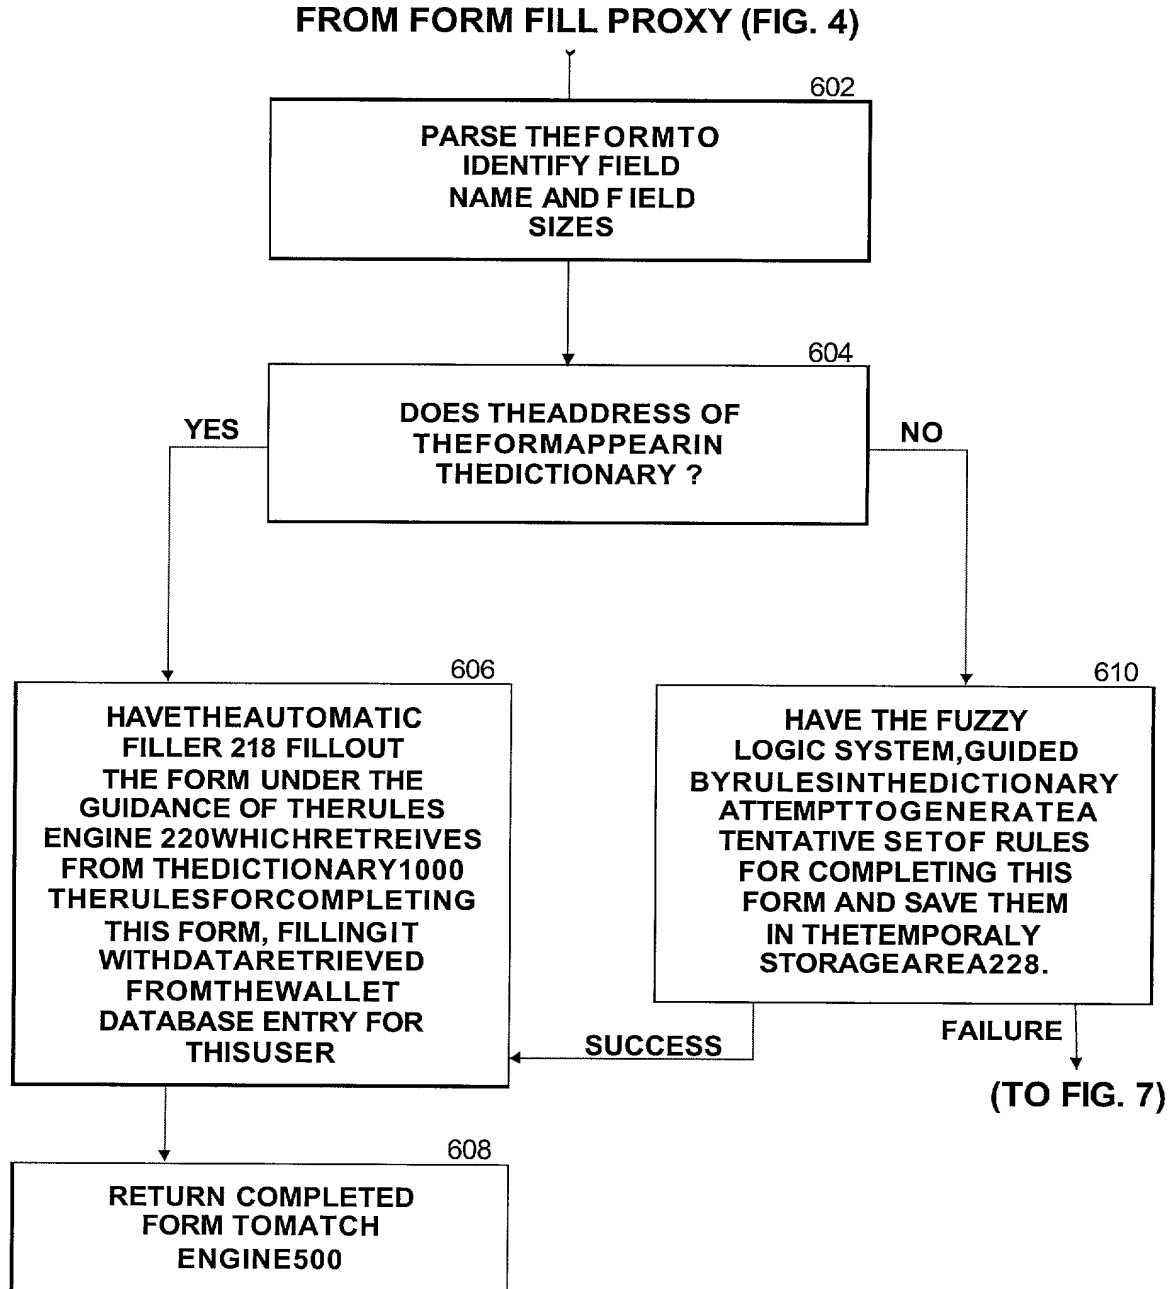 FROM FORM FILL PROXY (FIG. 4)
602
PARSE THEFORMTO
IDENTIFY FIELD
NAME AND FIELD
SIZES
604
DOES THEADDRESS OF
THEFORMAPPEARIN
THEDICTIONARY ?
YES
NO
606
HAVETHEAUTOMATIC
FILLER 218 FILLOUT
THE FORM UNDER THE
GUIDANCE OF THERULES
ENGINE 220WHICHRETREIVES
FROM THEDICTIONARY1000
THERULESFORCOMPLETING
THIS FORM, FILLINGIT
WITHDATARETRIEVED
FROMTHEWALLET
DATABASE ENTRY FOR
THISUSER
610
HAVE THE FUZZY
LOGIC SYSTEM,GUIDED
BYRULESINTHEDICTIONARY
ATTEMPTTOGENERATEA
TENTATIVE SETOF RULES
FOR COMPLETING THIS
FORM AND SAVE THEM
IN THETEMPORALY
STORAGEAREA228.
SUCCESS
FAILURE
(TO FIG. 7)
608
RETURN COMPLETED
FORM TOMATCH
ENGINE500